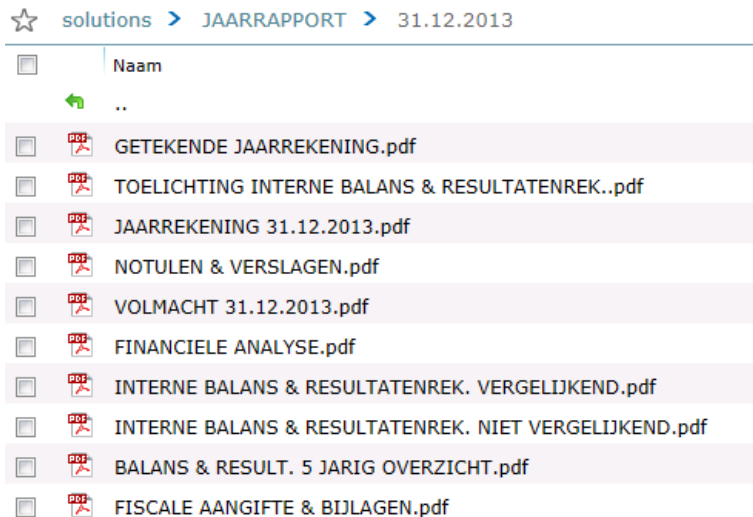 solutions > JAARRAPPORT > 31.12.2013
Naam
..
GETEKENDE JAARREKENING.pdf
TOELICHTING INTERNE BALANS & RESULTATENREK..pdf
JAARREKENING 31.12.2013.pdf
NOTULEN & VERSLAGEN.pdf
VOLMACHT 31.12.2013.pdf
FINANCIELE ANALYSE.pdf
INTERNE BALANS & RESULTATENREK. VERGELIJKEND.pdf
INTERNE BALANS & RESULTATENREK. NIET VERGELIJKEND.pdf
BALANS & RESULT. 5 JARIG OVERZICHT.pdf
FISCALE AANGIFTE & BIJLAGEN.pdf